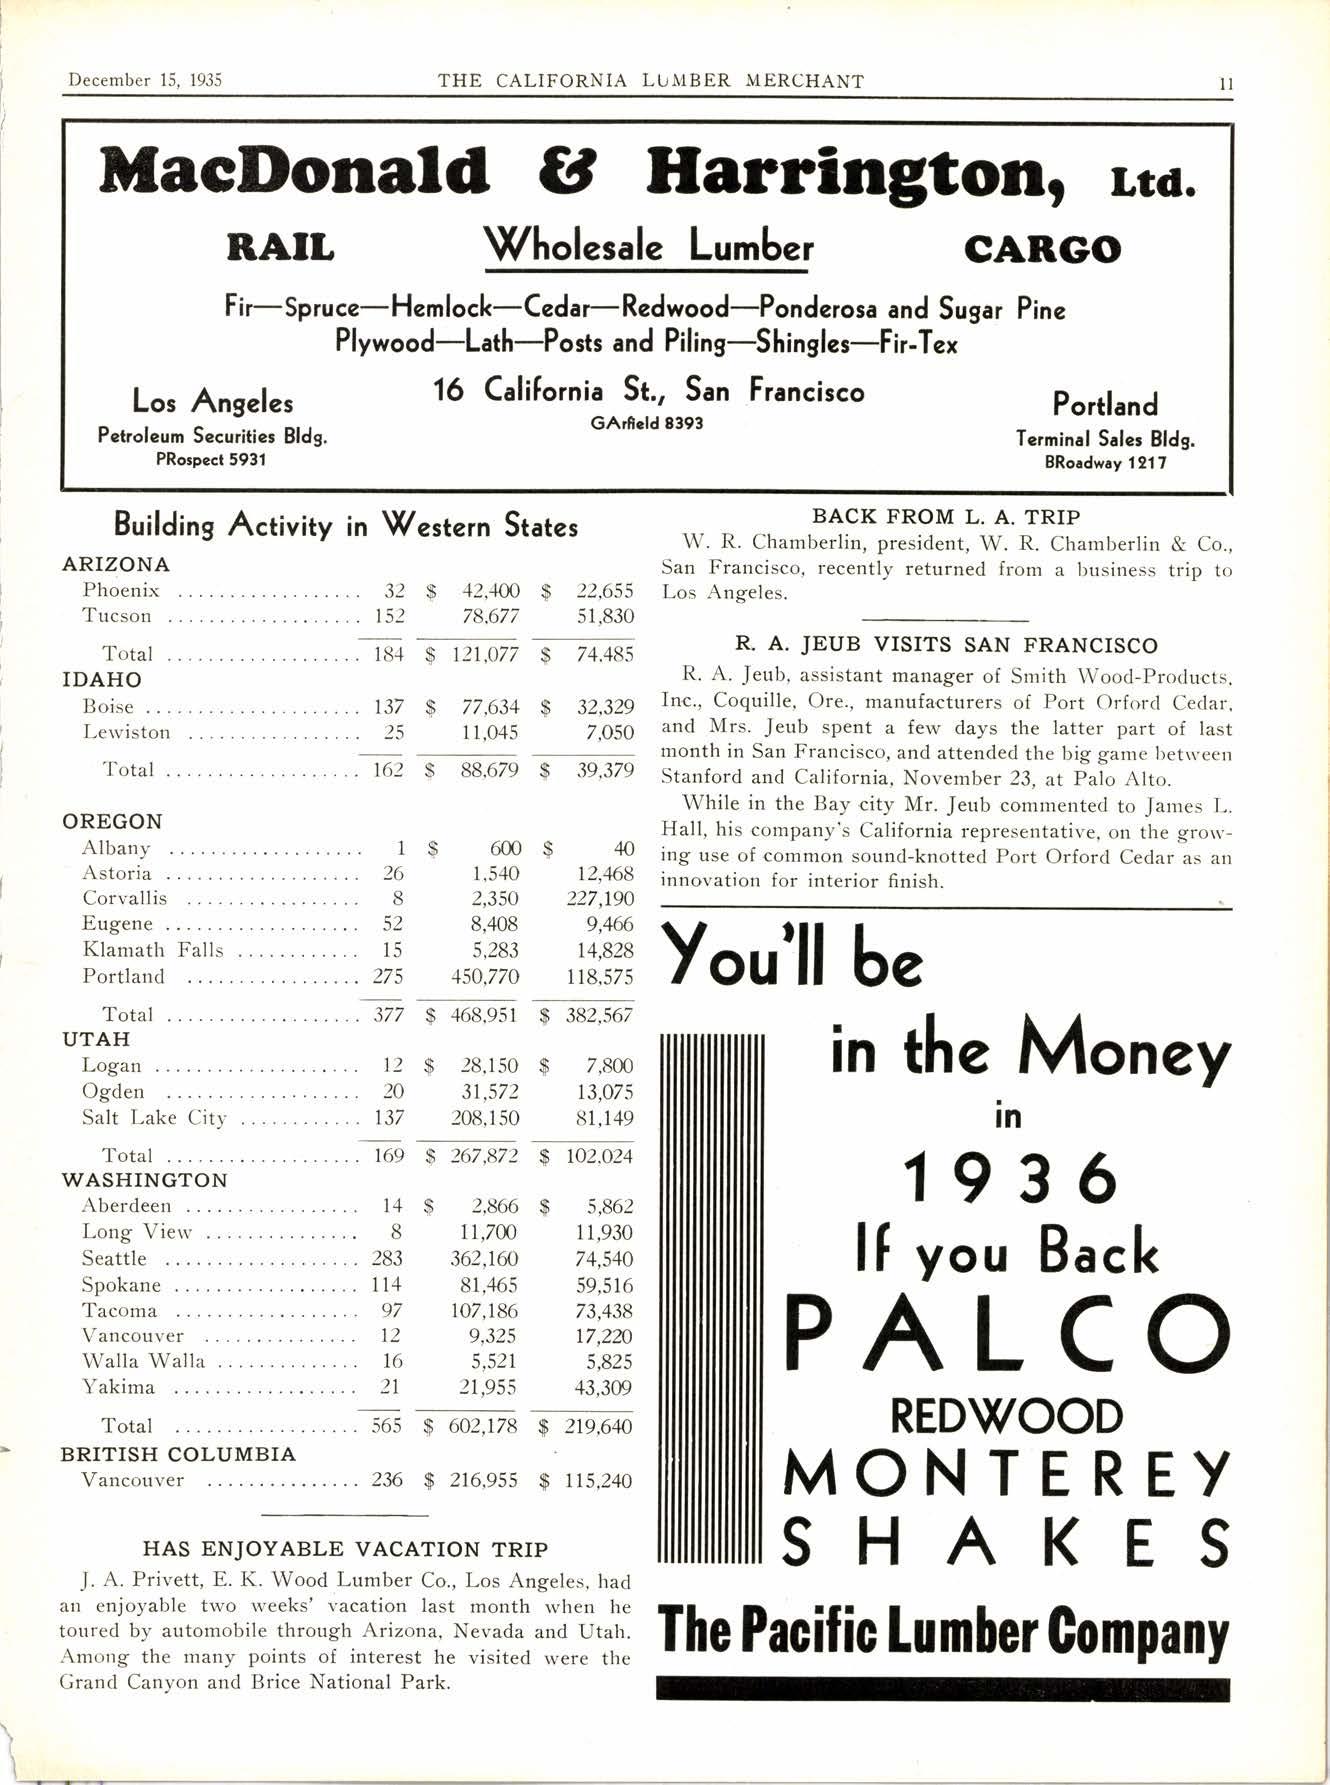 December 15, 1935 THE CALIFORNIA LUMBER MERCHANT 11
MacDonald & Harrington, Ltd.
RAIL Wholesale Lumber CARGO
Fir—Spruce—Hemlock—Cedar—Redwood—Ponderosa and Sugar Pine
Plywood—Lath—Posts and Piling—Shingles—Fir-Tex
Los Angeles
Petroleum Securities Bldg.
PRospect 5931
16 California St., San Francisco
GArfield 8393
Portland
Terminal Sales Bldg.
BRoadway 1217
Building Activity in Western States
ARIZONA
Phoenix .................. 32 $ 42,400 $ 22,655
Tucson ................... 152 78,677 51,830
Total ................... 184 $ 121,077 $ 74,485
IDAHO
Boise ..................... 137 $ 77,634 $ 32,329
Lewiston ................. 25 11,045 7,050
Total ................... 162 $ 88,679 $ 39,379
OREGON
Albany ................... 1 $ 600 $ 40
Astoria ................... 26 1,540 12,468
Corvallis ................. 8 2,350 227,190
Eugene ................... 52 8,408 9,466
Klamath Falls ............ 15 5,283 14,828
Portland ................. 275 450,770 118,575
Total ................... 377 $ 468,951 $ 382,567
UTAH
Logan .................... 12 $ 28,150 $ 7,800
Ogden ................... 20 31,572 13,075
Salt Lake City ............ 137 208,150 81,149
Total ................... 169 $ 267,872 $ 102,024
WASHINGTON
Aberdeen ................. 14 $ 2,866 $ 5,862
Long View ............... 8 11,700 11,930
Seattle ................... 283 362,160 74,540
Spokane .................. 114 81,465 59,516
Tacoma .................. 97 107,186 73,438
Vancouver ............... 12 9,325 17,220
Walla Walla .............. 16 5,521 5,825
Yakima .................. 21 21,955 43,309
Total .................. 565 $ 602,178 $ 219,640
BRITISH COLUMBIA
Vancouver ............... 236 $ 216,955 $ 115,240
HAS ENJOYABLE VACATION TRIP
J. A. Privett, E. K. Wood Lumber Co., Los Angeles, had
an enjoyable two weeks' vacation last month when he
toured by automobile through Arizona, Nevada and Utah.
Among the many points of interest he visited were the
Grand Canyon and Brice National Park.
BACK FROM L. A. TRIP
W. R. Chamberlin, president, W. R. Chamberlin & Co.,
San Francisco, recently returned from a business trip to
Los Angeles.
R. A. JEUB VISITS SAN FRANCISCO
R. A. Jeub, assistant manager of Smith Wood-Products,
Inc., Coquille, Ore., manufacturers of Port Orford Cedar,
and Mrs. Jeub spent a few days the latter part of last
month in San Francisco, and attended the big game between
Stanford and California, November 23, at Palo Alto.
While in the Bay city Mr. Jeub commented to James L.
Hall, his company's California representative, on the grow-
ing use of common sound-knotted Port Orford Cedar as an
innovation for interior finish.
You'll be
in the Money
in
1936
If you Back
PALCO
REDWOOD
MONTEREY
SHAKES
The Pacific Lumber Company